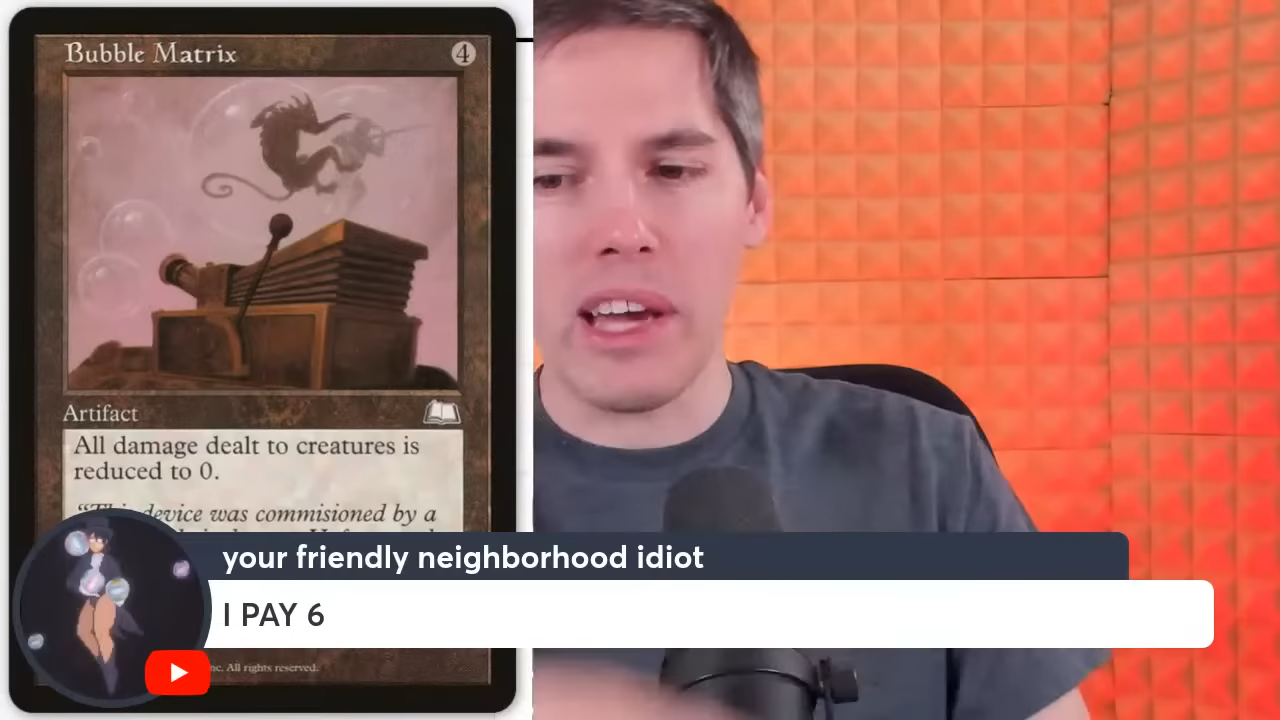 Bubble Matrix 4
Artifact
All damage dealt to creatures is
reduced to 0.
“This device was commisioned by a
your friendly neighborhood idiot
I PAY 6
nc. All rights reserved.